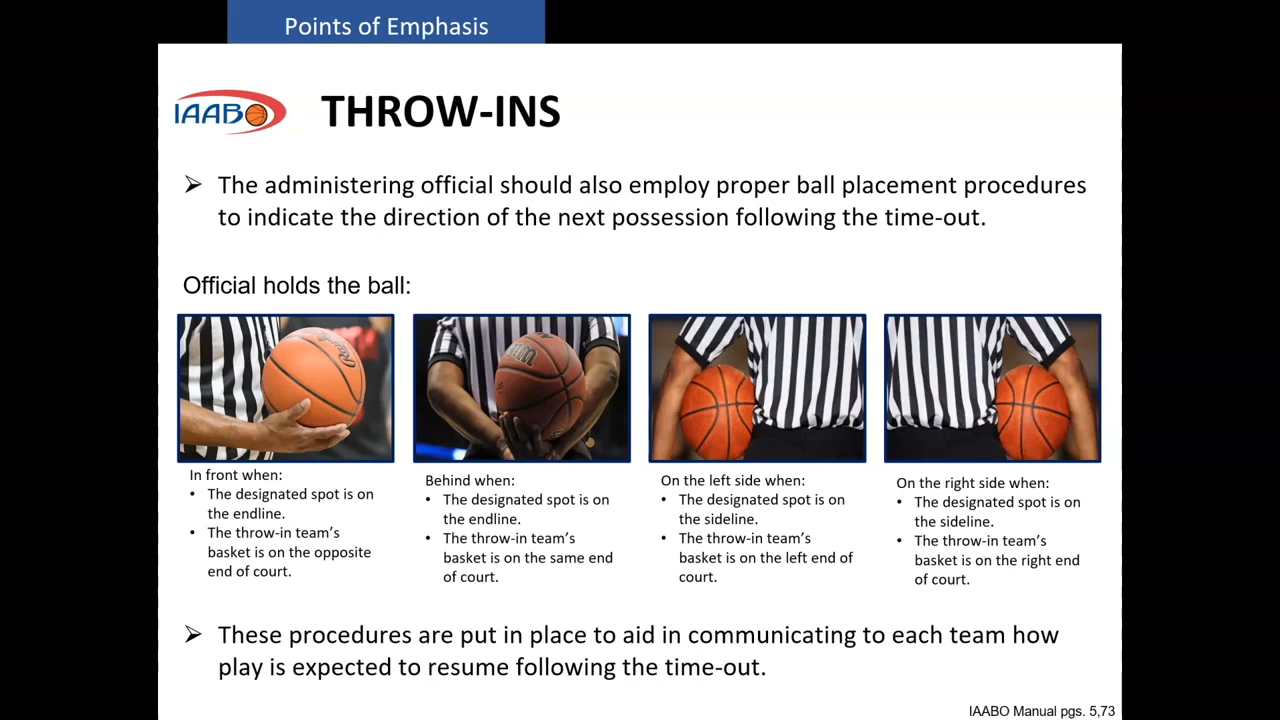 Points of Emphasis
IAABO
THROW-INS
➢ The administering official should also employ proper ball placement procedures
to indicate the direction of the next possession following the time-out.
Official holds the ball:
In front when:
• The designated spot is on
the endline.
• The throw-in team's
basket is on the opposite
end of court.
Behind when:
• The designated spot is on
the endline.
• The throw-in team's
basket is on the same end
of court.
On the left side when:
• The designated spot is on
the sideline.
• The throw-in team's
basket is on the left end of
court.
On the right side when:
• The designated spot is on
the sideline.
• The throw-in team's
basket is on the right end
of court.
➢ These procedures are put in place to aid in communicating to each team how
play is expected to resume following the time-out.
IAABO Manual pgs. 5,73